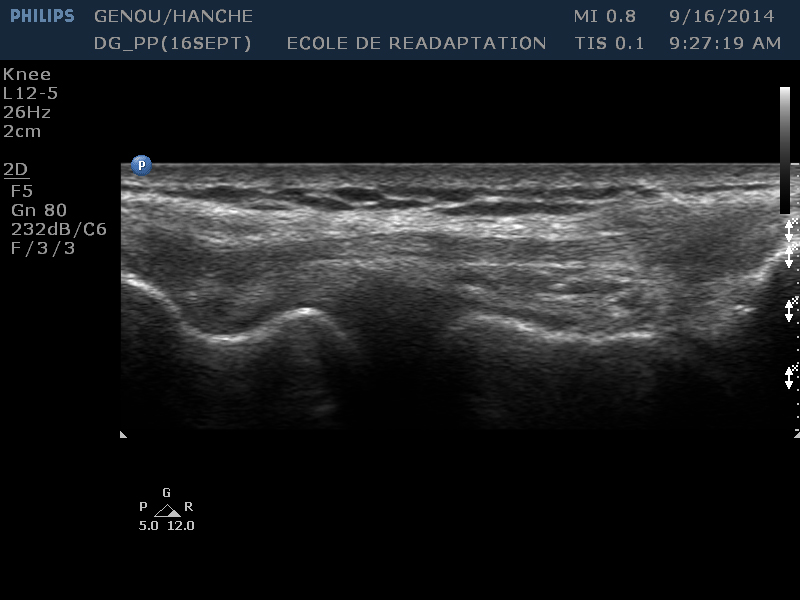 PHILIPS GENOU/HANCHE MI 0.8 9/16/2014
DG_PP(16SEPT) ECOLE DE READAPTATION TIS 0.1 9:27:19 AM
Knee
L12-5
26Hz
2cm
2D
F5
Gn 80
232dB/C6
F/3/3
P
G
P R
5.0 12.0